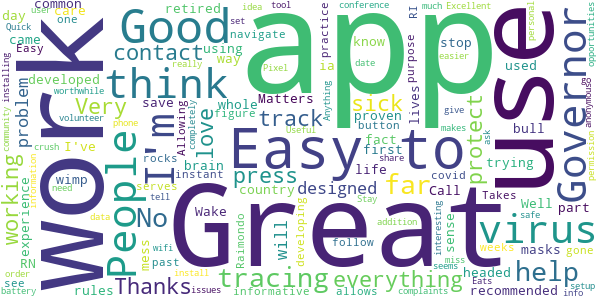 app
Great
Work
use
Easy to
Good
think
virus
Governor
People
I'm
far
tracing
everything
help
Thanks
No
Very
contact
track
love
sick
press
protect
working
will
designed
problem
developed
retired
common
care
came
one
using
way
save
whole
figure
experience
RN
mess
past
rules
Wake
Raimondo
informative
allows
follow
country
serves
brain
instant
rocks
wimp
I've
Allowing
Matters
navigate
practice
RI
stop
know
purpose
lives
used
proven
button
bull
trying
fact
first
life
covid
Call
Takes
Well
part
sense
headed
masks
gone
weeks
recommended
Eats
setup
info
safe
see
order
battery
Quick
day
user
Easy
installing
worthwhile
community
volunteer
crush
phone
information
need
data
tell
wifi
install
issues
really
completely
set
idea
tool
Pixel
conference
date
Anything
Useful
share
makes
ask
give
easier
much
Excellent
personal
opportunities
anonymouso
permission
developing
Stay
addition
complaints
seems
miss
interesting
ia